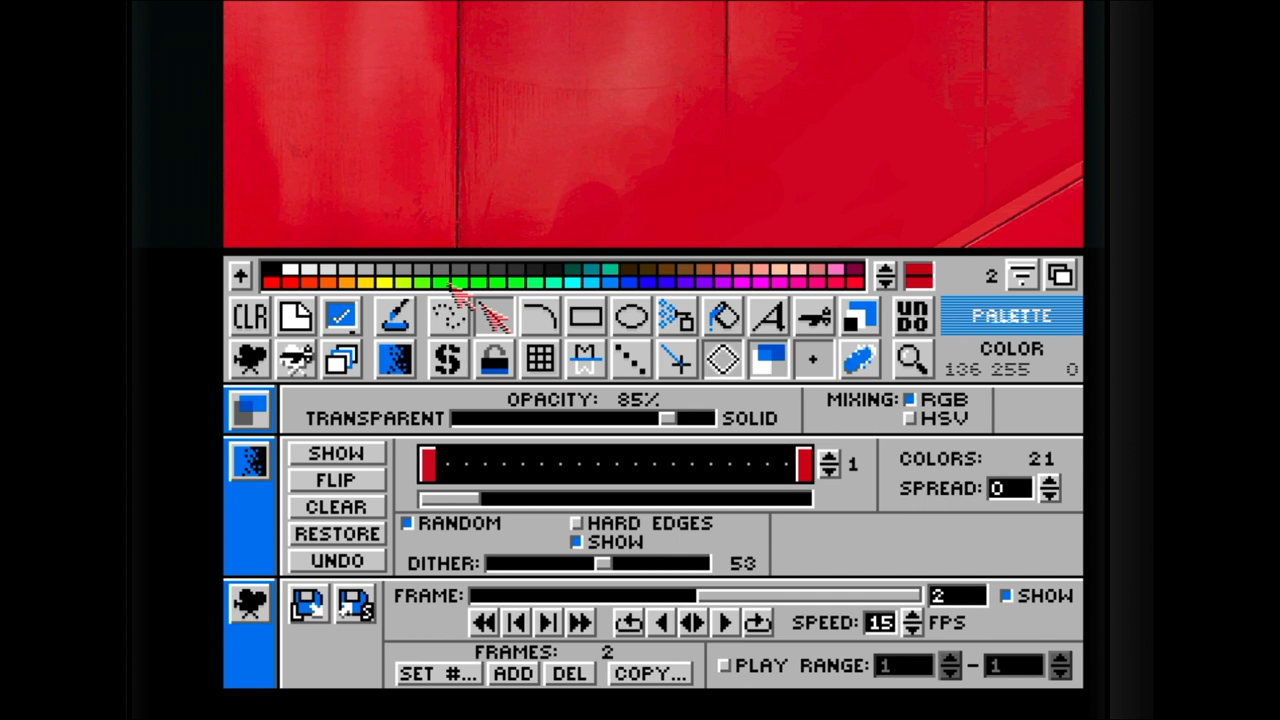 2
CLR
UN
DO
PALETTE
COLOR
136 255 0
OPACITY: 85%
TRANSPARENT SOLID
MIXING: RGB
HSV
SHOW
FLIP
CLEAR
RESTORE
UNDO
1
COLORS: 21
SPREAD: 0
RANDOM HARD EDGES
SHOW
DITHER: 53
FRAME: 2 SHOW
SPEED: 15 FPS
FRAMES: 2
SET #... ADD DEL COPY...
PLAY RANGE: 1 - 1